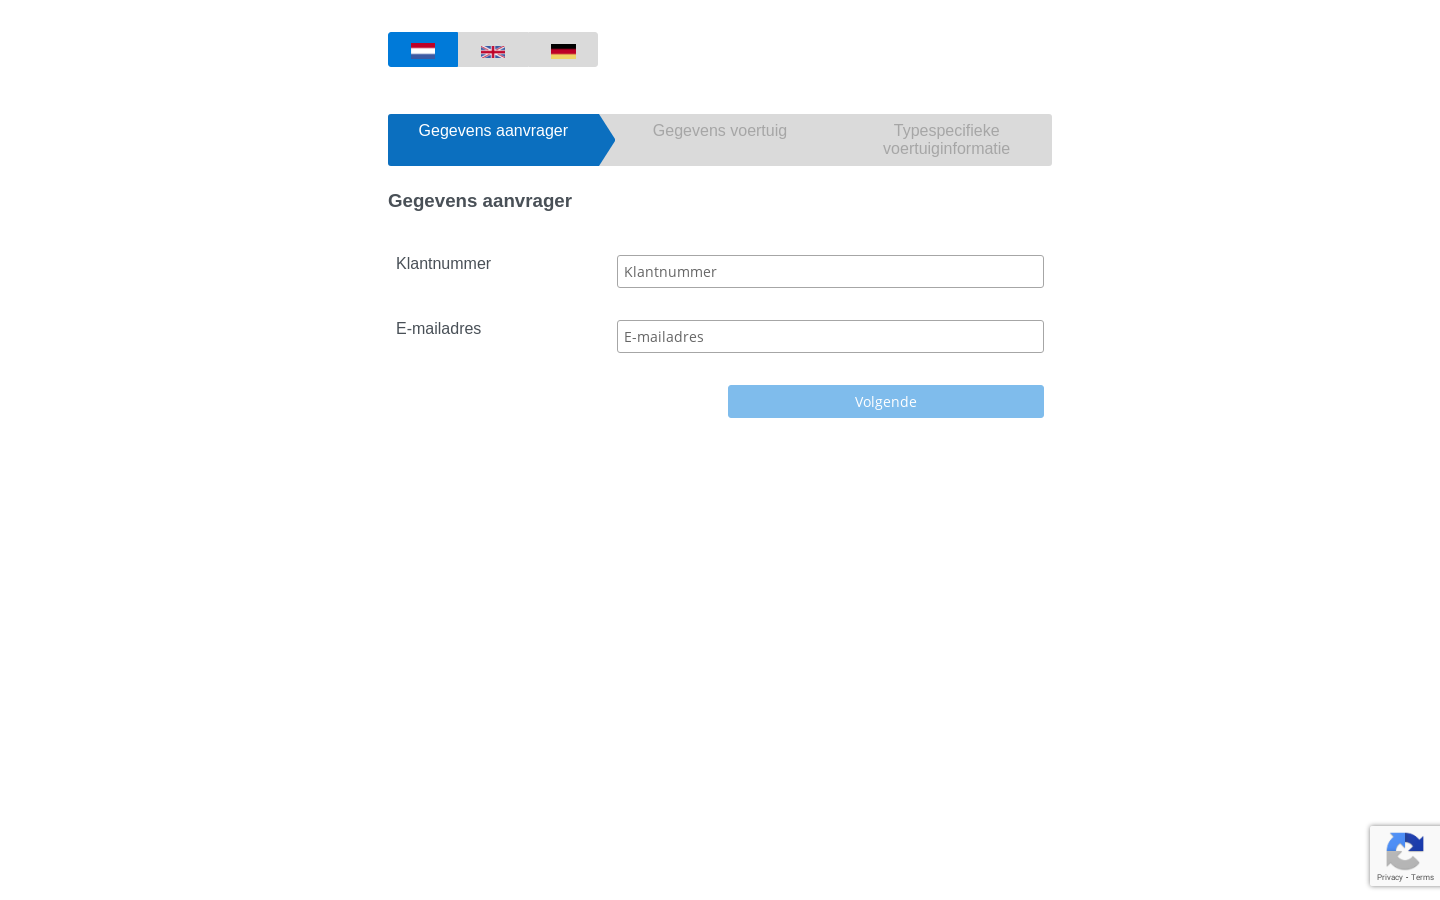 Gegevens aanvrager
Gegevens voertuig
Typespecifieke
voertuiginformatie
Gegevens aanvrager
Klantnummer
Klantnummer
E-mailadres
E-mailadres
Volgende
Privacy - Terms